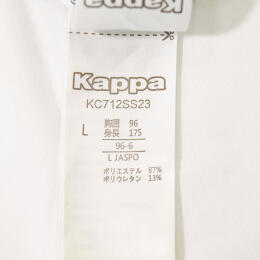 Kappa
Kappa
KC712SS23
L
胸囲 96
身長 175
96-6
L JASPO
ポリエステル 87%
ポリウレタン 13%